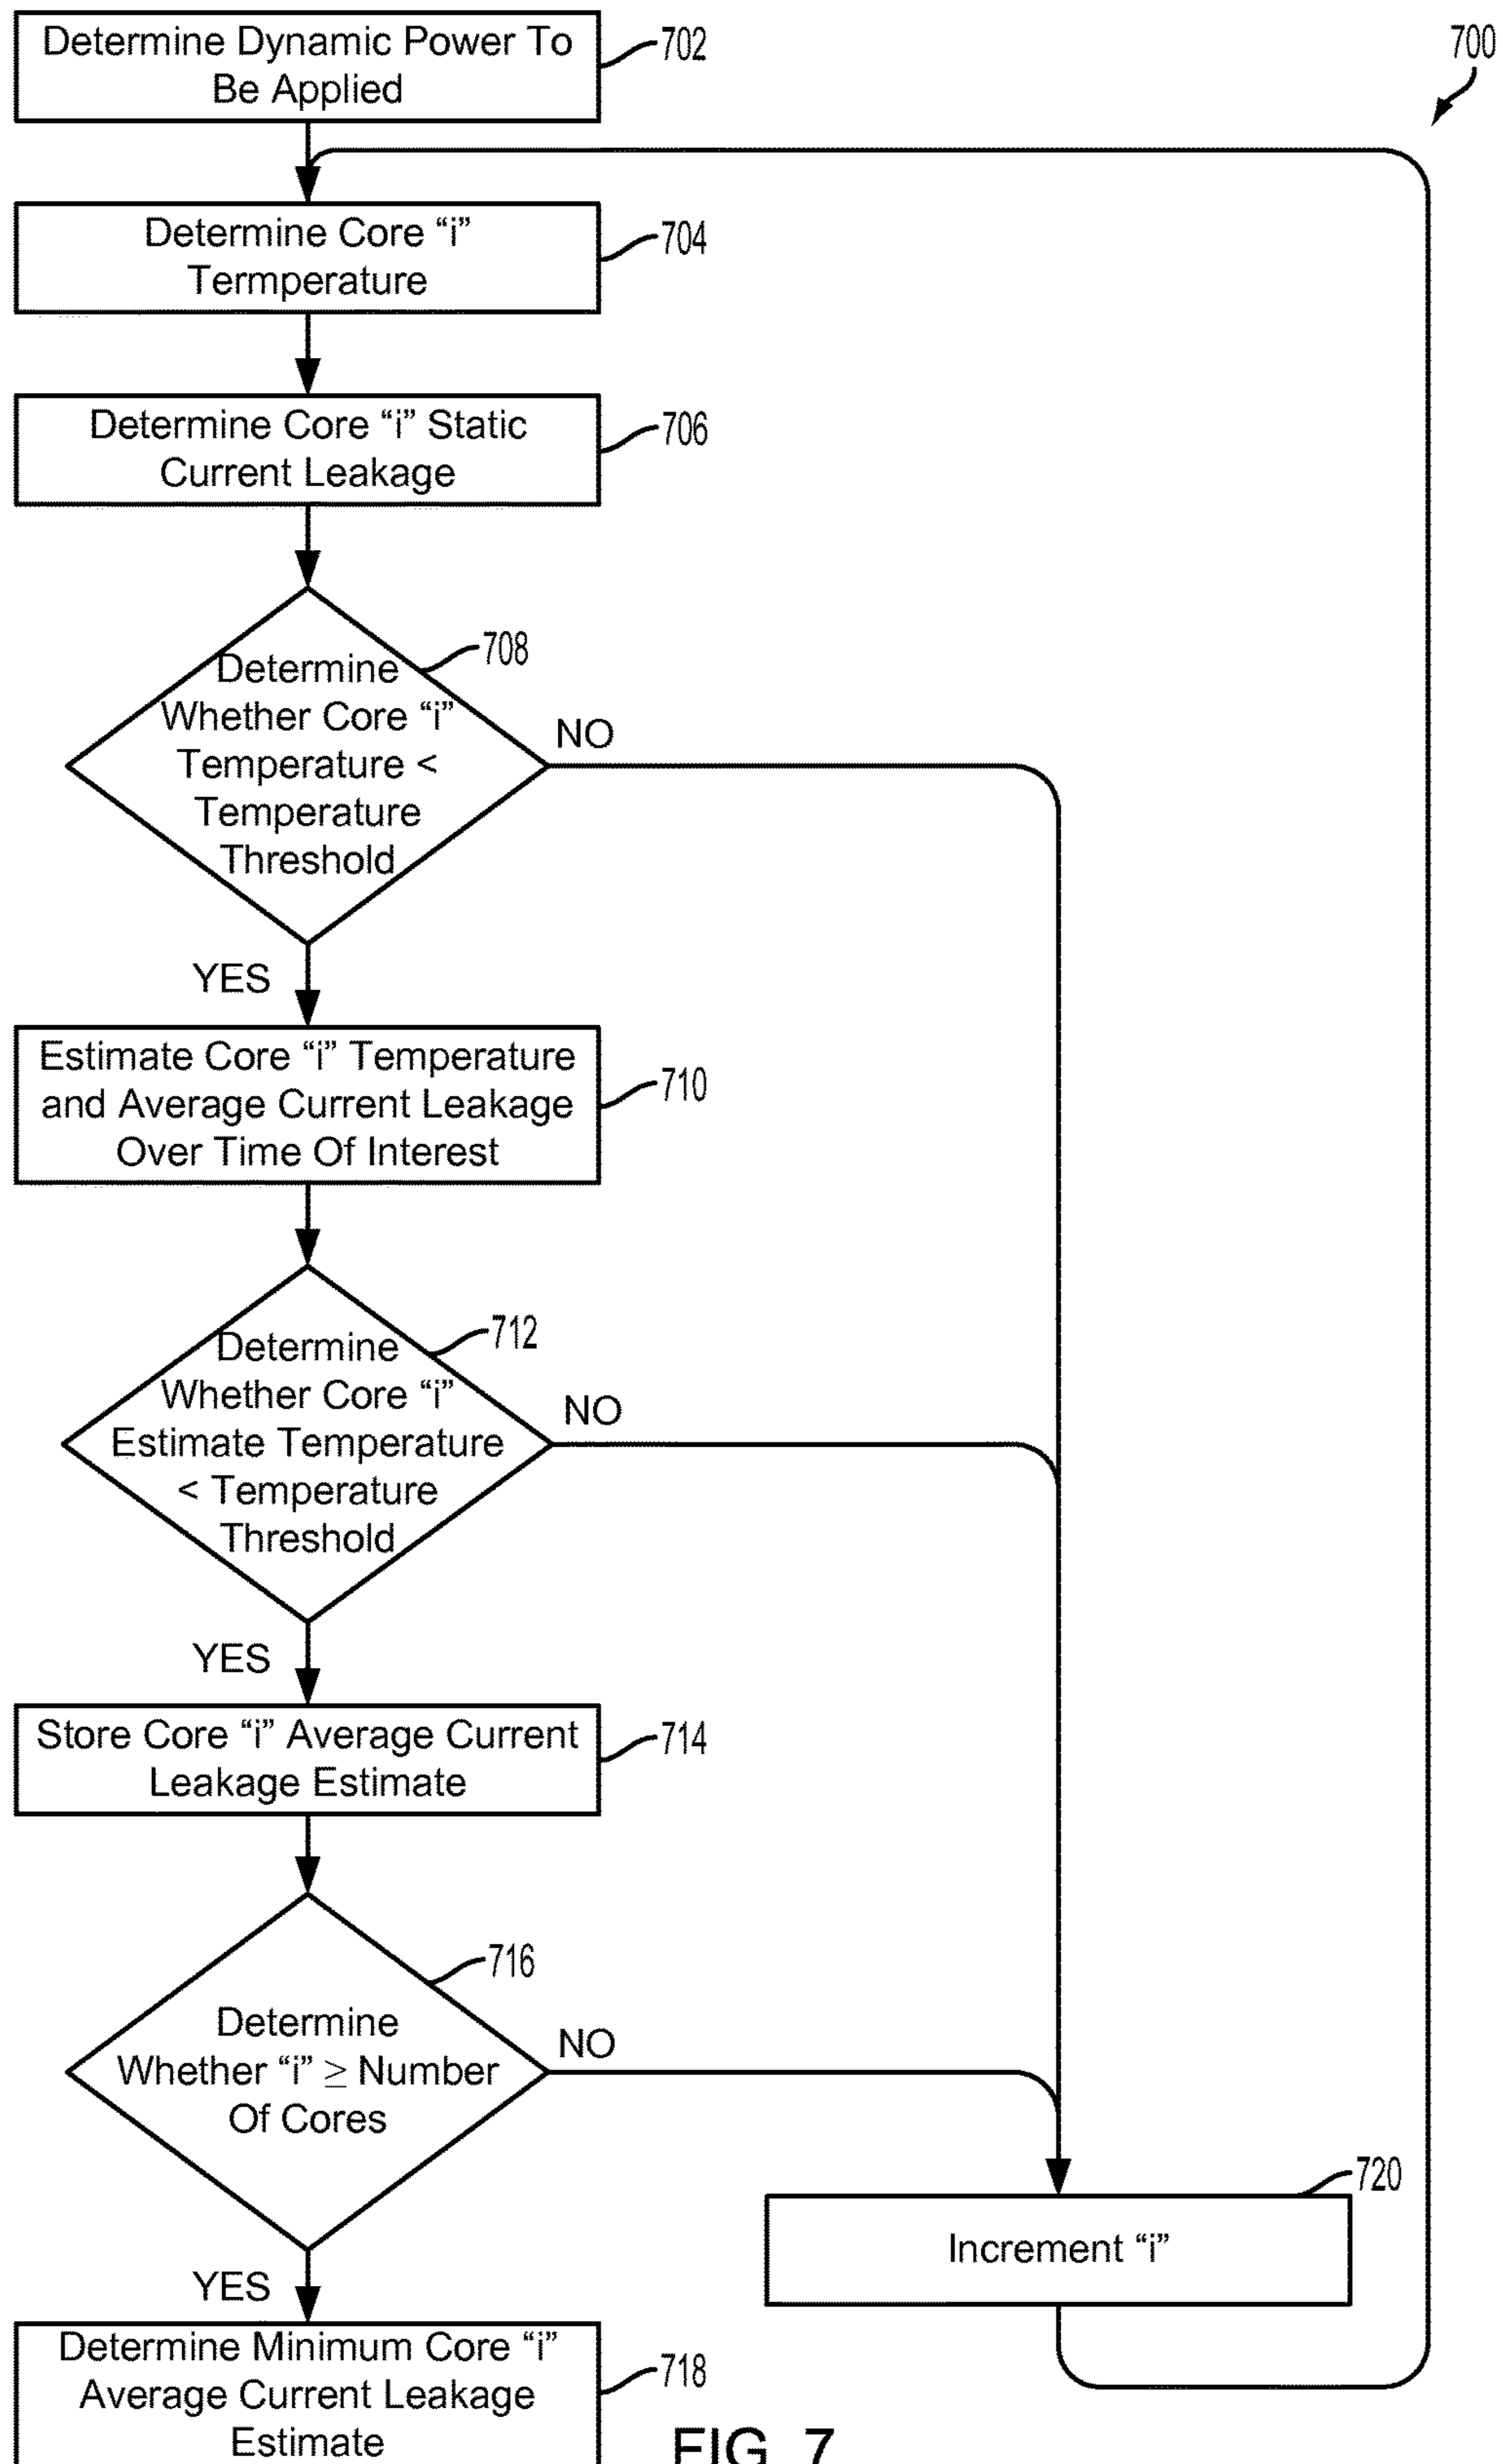 Determine Dynamic Power To
Be Applied
702
700
Determine Core “i”
Termperature
704
Determine Core “i” Static
Current Leakage
706
Determine
Whether Core “i”
Temperature <
Temperature
Threshold
708
NO
YES
Estimate Core “i” Temperature
and Average Current Leakage
Over Time Of Interest
710
Determine
Whether Core “i”
Estimate Temperature
< Temperature
Threshold
712
NO
YES
Store Core “i” Average Current
Leakage Estimate
714
Determine
Whether “i” ≥ Number
Of Cores
716
NO
YES
Increment “i”
720
Determine Minimum Core “i”
Average Current Leakage
Estimate
718
FIG. 7